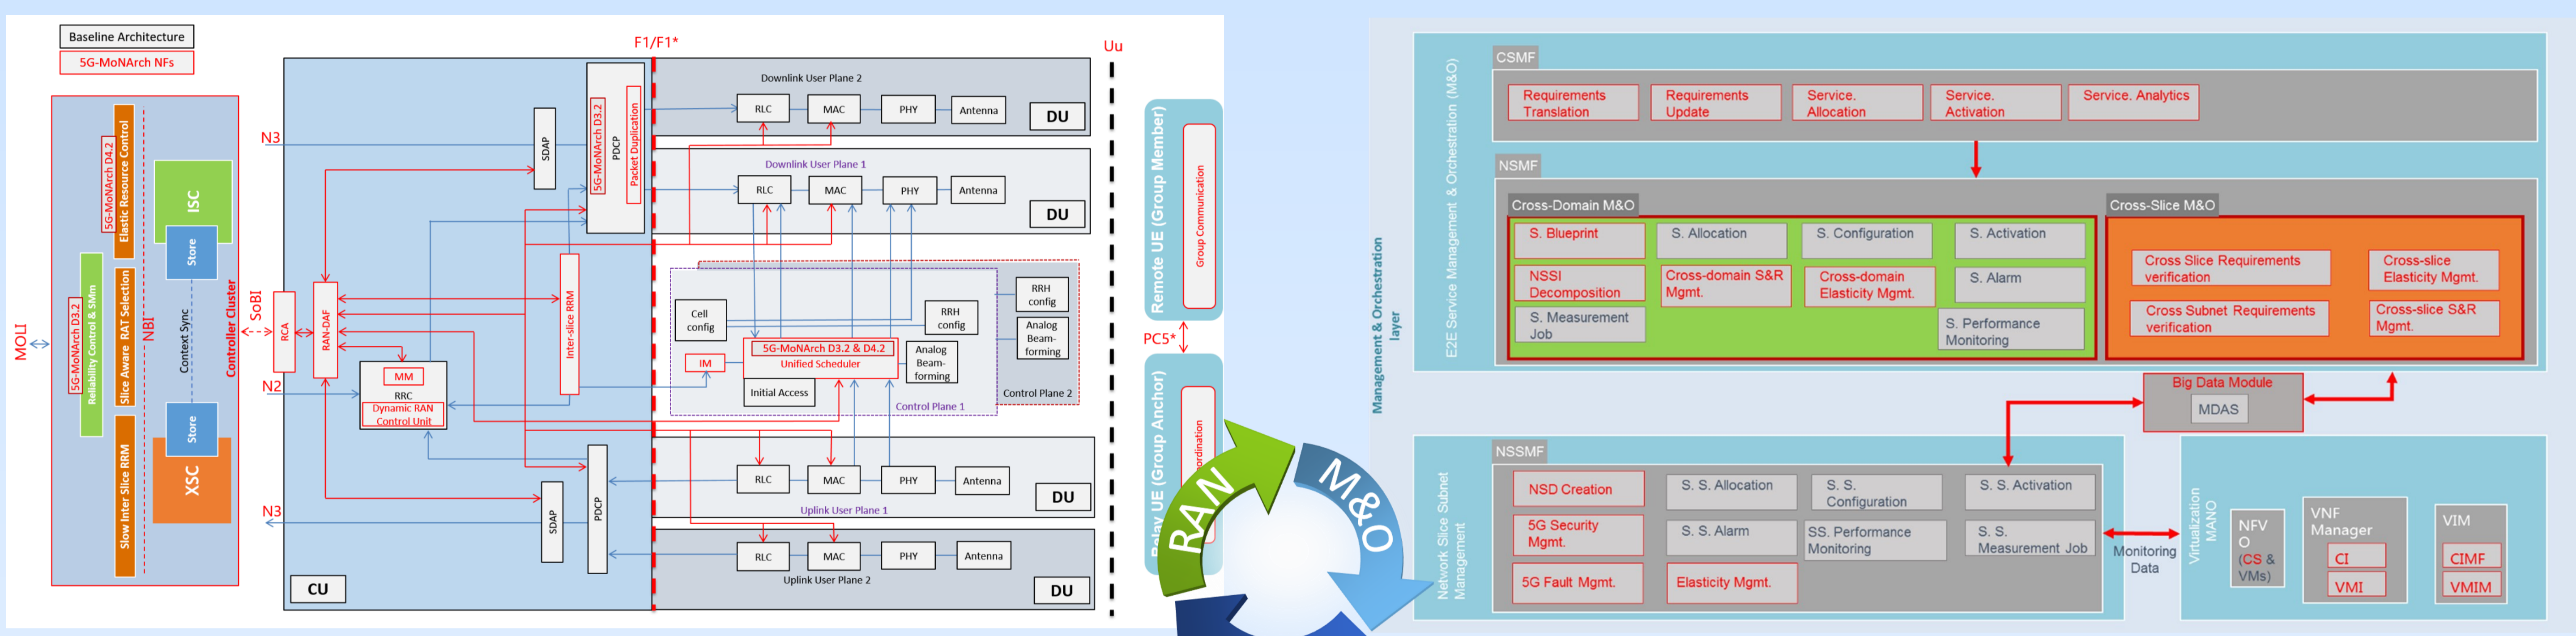 Baseline Architecture
5G-MoNArch NFs
MOLI
5G-MoNArch D3.2
Reliability Control & SMm
5G-MoNArch D4.2
Elastic Resource Control
Slice Aware RAT Selection
Slow Inter Slice RRM
NBI
ISC
Store
Context Sync
Store
XSC
Controller Cluster
SoBI
N3
N2
N3
RCA
RAN-DAF
MM
RRC
Dynamic RAN
Control Unit
CU
SDAP
5G-MoNArch D3.2
PDCP
Packet Duplication
Inter-slice RRM
SDAP
PDCP
F1/F1*
Downlink User Plane 2
RLC
MAC
PHY
Antenna
DU
Downlink User Plane 1
RLC
MAC
PHY
Antenna
DU
Cell
config
RRH
config
RRH
config
Analog
Beam-
forming
5G-MoNArch D3.2 & D4.2
Unified Scheduler
IM
Analog
Beam-
forming
Initial Access
Control Plane 1
Control Plane 2
RLC
MAC
PHY
Antenna
DU
Uplink User Plane 1
RLC
MAC
PHY
Antenna
Uplink User Plane 2
DU
Uu
Remote UE (Group Member)
Group Communication
PC5*
Relay UE (Group Anchor)
RAN
M&O
Management & Orchestration
layer
E2E Service Management & Orchestration (M&O)
CSMF
Requirements
Translation
Requirements
Update
Service.
Allocation
Service.
Activation
Service. Analytics
NSMF
Cross-Domain M&O
S. Blueprint
S. Allocation
S. Configuration
S. Activation
NSSI
Decomposition
Cross-domain S&R
Mgmt.
Cross-domain
Elasticity Mgmt.
S. Alarm
S. Measurement
Job
S. Performance
Monitoring
Cross-Slice M&O
Cross Slice Requirements
verification
Cross-slice
Elasticity Mgmt.
Cross Subnet Requirements
verification
Cross-slice S&R
Mgmt.
Big Data Module
MDAS
Network Slice Subnet
Management
NSSMF
NSD Creation
S. S. Allocation
S. S.
Configuration
S. S. Activation
5G Security
Mgmt.
S. S. Alarm
SS. Performance
Monitoring
S. S.
Measurement Job
5G Fault Mgmt.
Elasticity Mgmt.
Monitoring
Data
Virtualization
MANO
NFV
O
(CS &
VMs)
VNF
Manager
CI
VMI
VIM
CIMF
VMIM